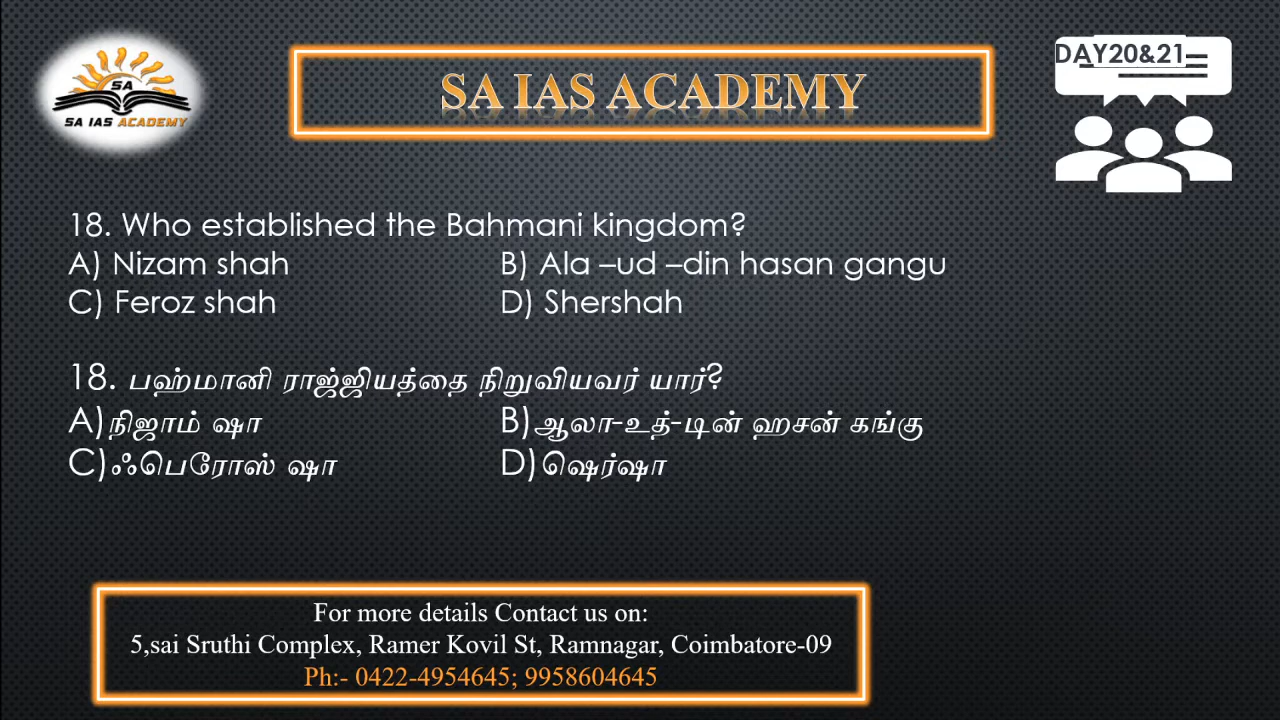 SA
SA IAS ACADEMY
SA IAS ACADEMY
DAY20&21
18. Who established the Bahmani kingdom?
A) Nizam shah B) Ala –ud –din hasan gangu
C) Feroz shah D) Shershah
18. பஹ்மானி ராஜ்ஜியத்தை நிறுவியவர் யார்?
A)நிஜாம் ஷா B)ஆலா-உத்-டின் ஹசன் கங்கு
C)ஃபெரோஸ் ஷா D)ஷெர்ஷா
For more details Contact us on:
5,sai Sruthi Complex, Ramer Kovil St, Ramnagar, Coimbatore-09
Ph:- 0422-4954645; 9958604645